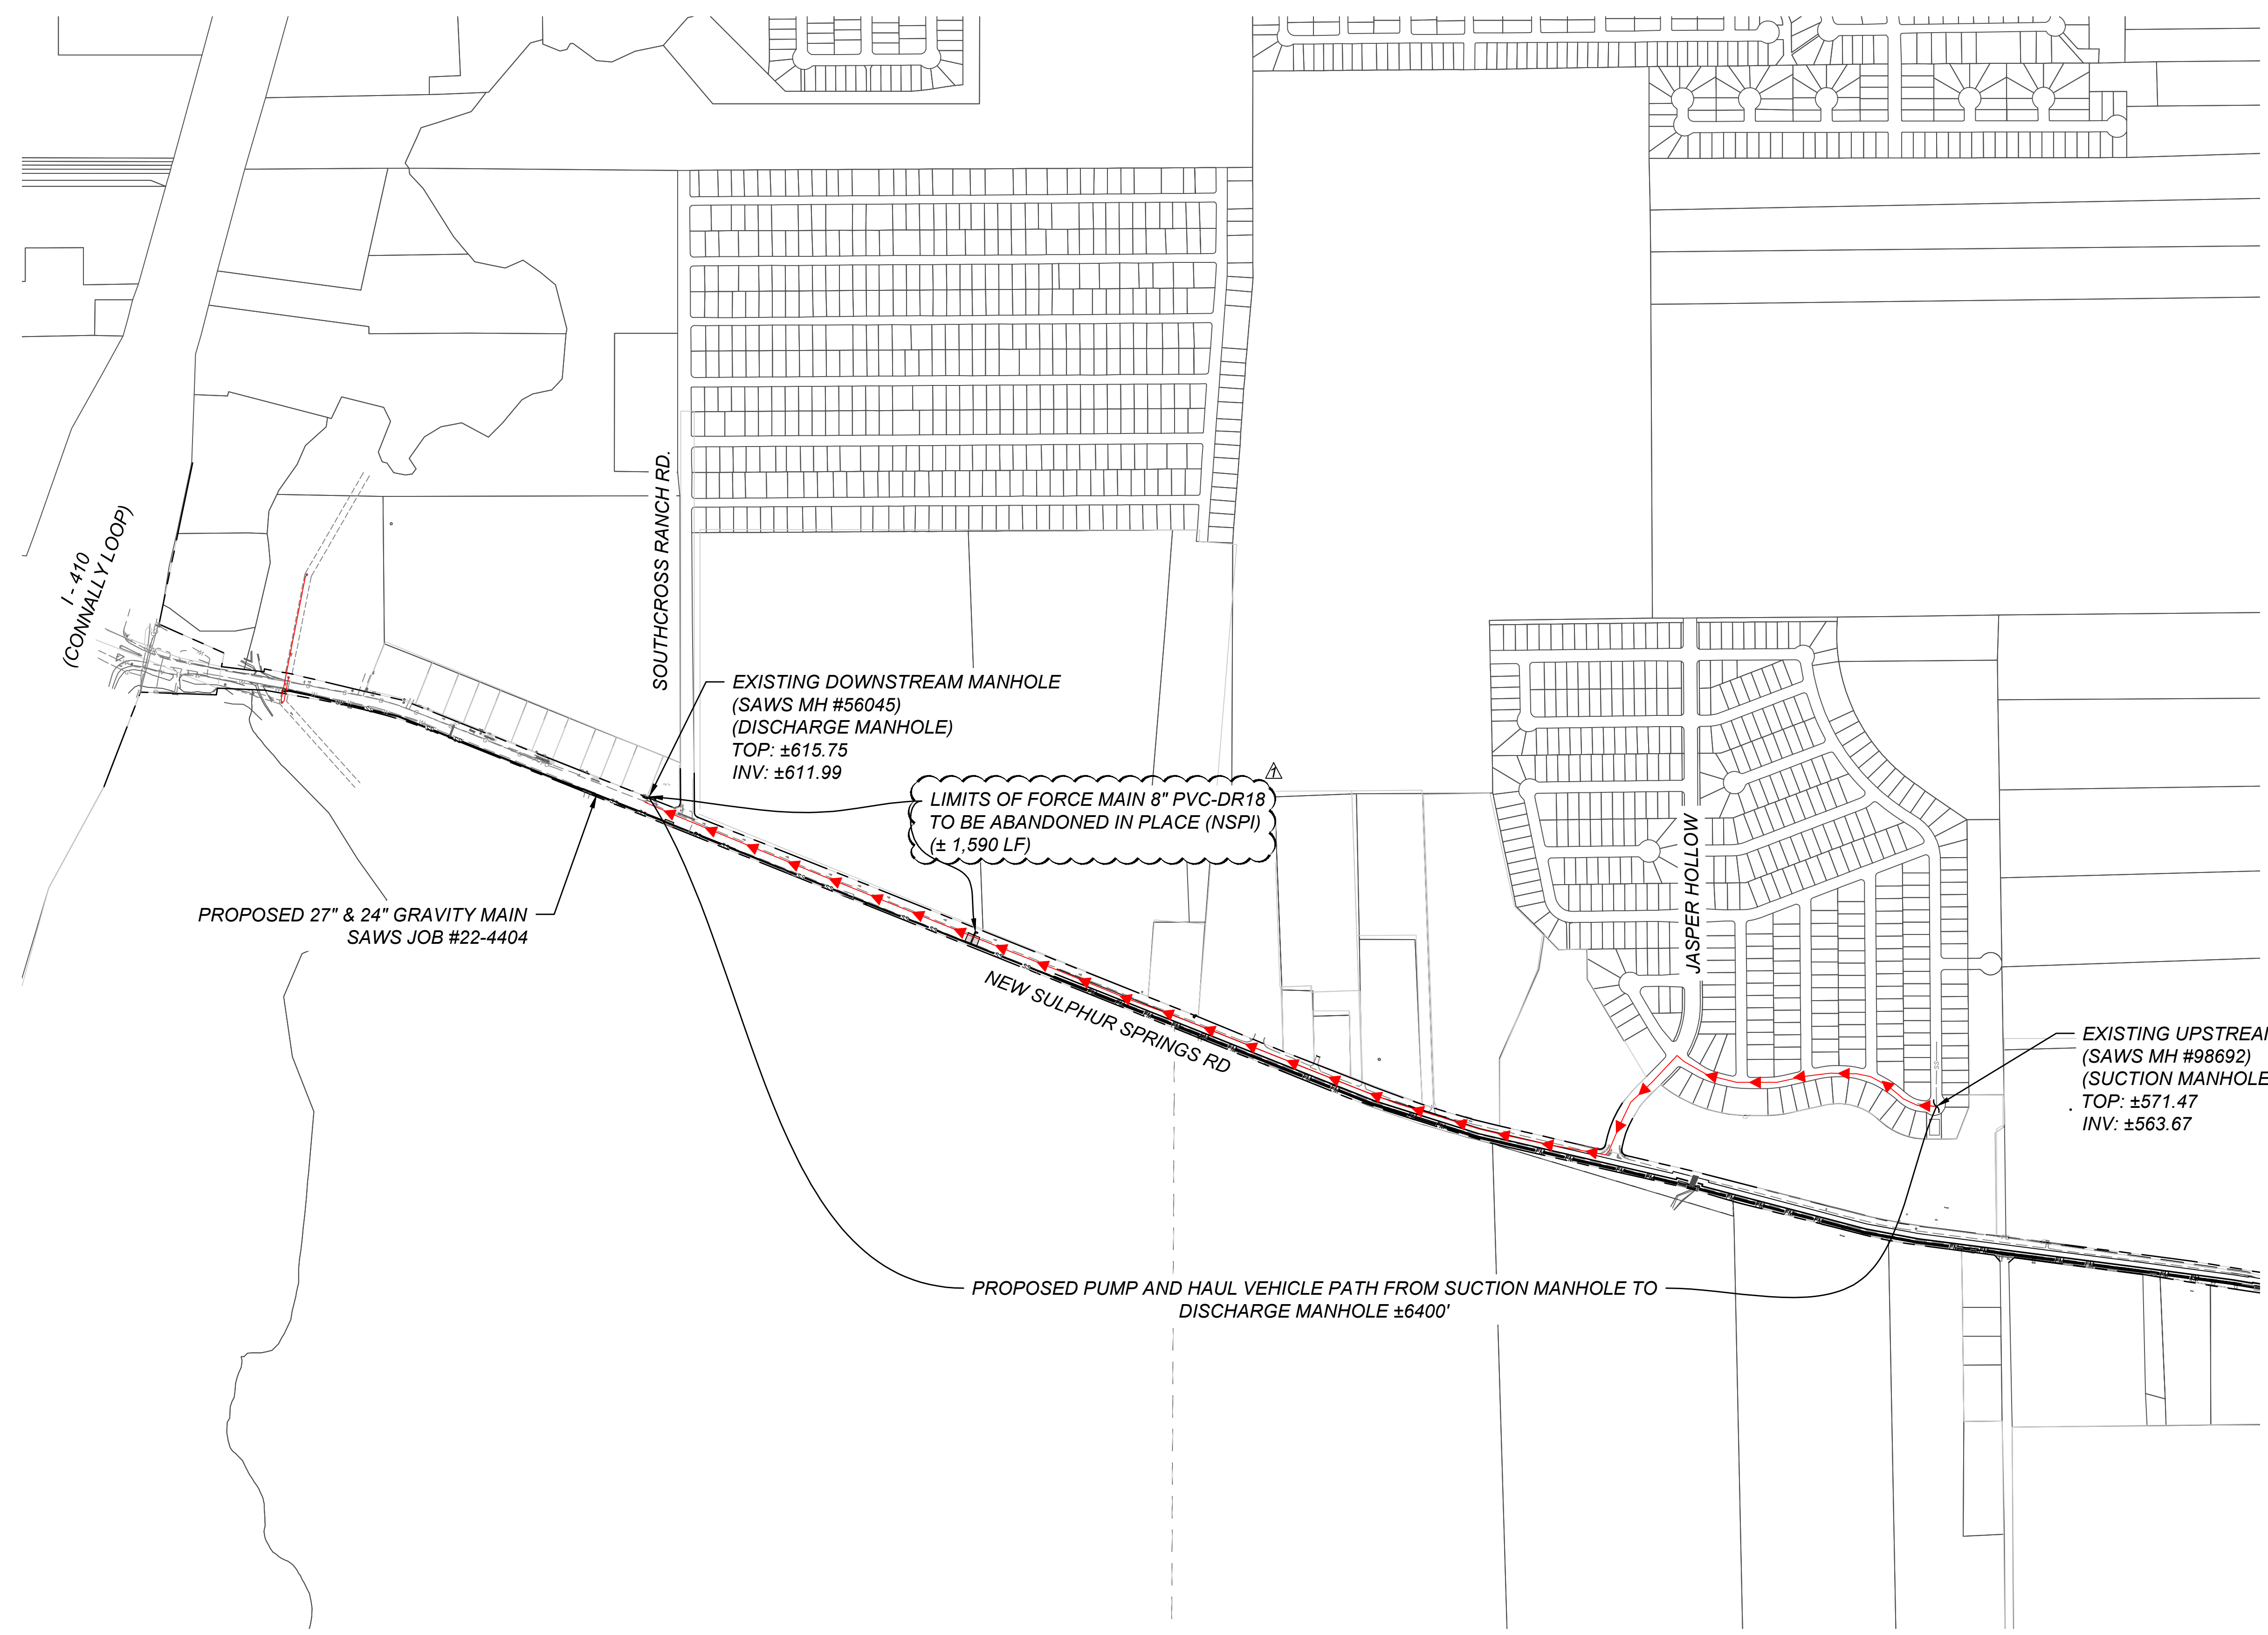 I - 410
(CONNALLY LOOP)
SOUTHCROSS RANCH RD.
EXISTING DOWNSTREAM MANHOLE
(SAWS MH #56045)
(DISCHARGE MANHOLE)
TOP: ±615.75
INV: ±611.99
1
LIMITS OF FORCE MAIN 8" PVC-DR18
TO BE ABANDONED IN PLACE (NSPI)
(± 1,590 LF)
PROPOSED 27" & 24" GRAVITY MAIN
SAWS JOB #22-4404
NEW SULPHUR SPRINGS RD
JASPER HOLLOW
EXISTING UPSTREA
(SAWS MH #98692)
(SUCTION MANHOLE
TOP: ±571.47
INV: ±563.67
SS
PROPOSED PUMP AND HAUL VEHICLE PATH FROM SUCTION MANHOLE TO
DISCHARGE MANHOLE ±6400'